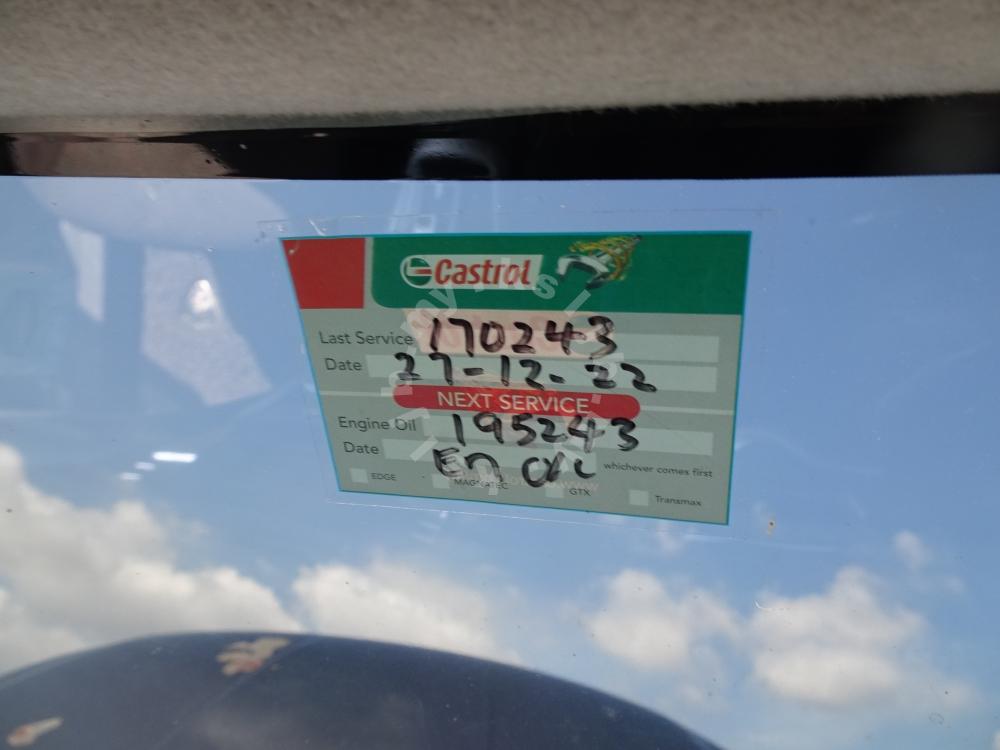 Castrol
Last Service 170243
Date 27-12-22
NEXT SERVICE
Engine Oil 195243
Date En Oil
whichever comes first
EDGE MAGNATEC GTX Transmax